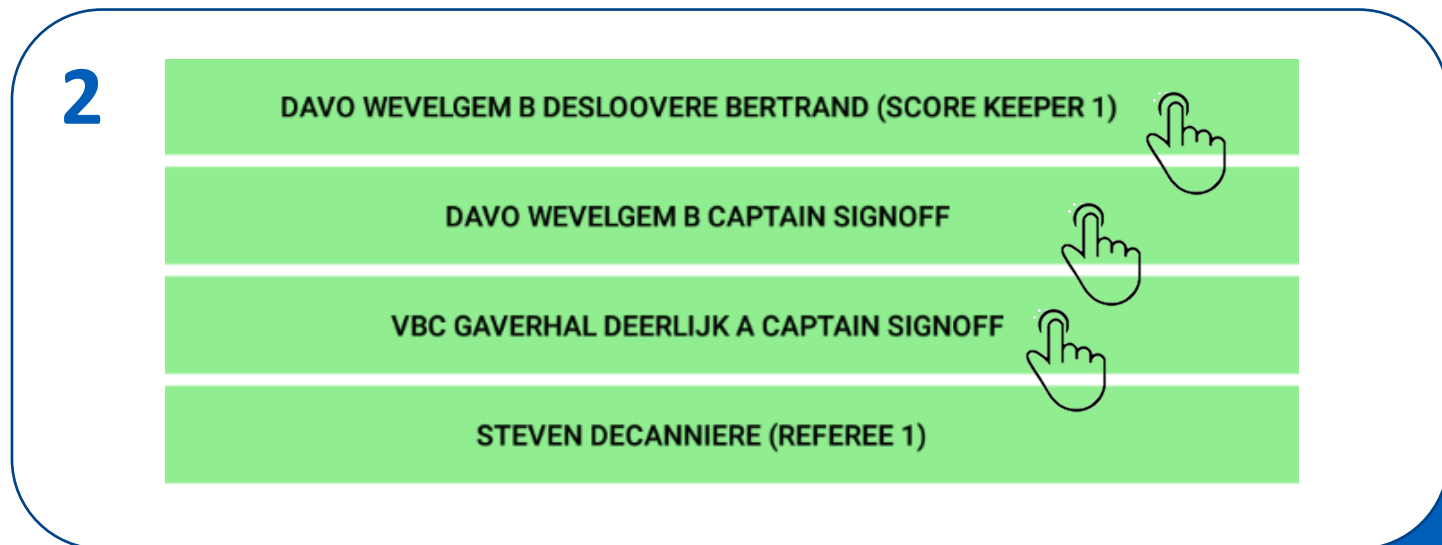 2
DAVO WEVELGEM B DESLOOVERE BERTRAND (SCORE KEEPER 1)
DAVO WEVELGEM B CAPTAIN SIGNOFF
VBC GAVERHAL DEERLIJK A CAPTAIN SIGNOFF
STEVEN DECANNIERE (REFEREE 1)